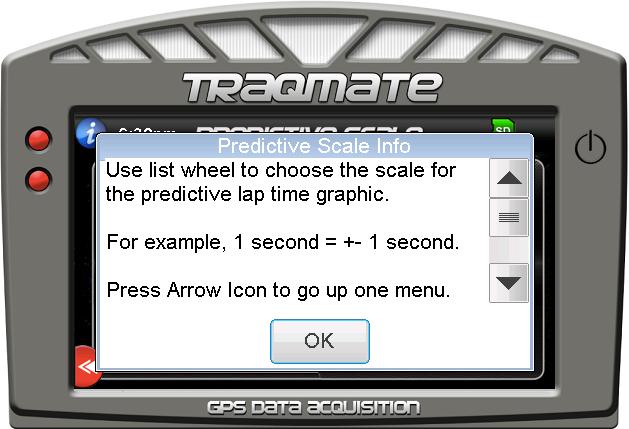 TRAQMATE
PREDICTIVE SCALE
SD
Predictive Scale Info
Use list wheel to choose the scale for
the predictive lap time graphic.
For example, 1 second = +- 1 second.
Press Arrow Icon to go up one menu.
OK
GPS DATA ACQUISITION